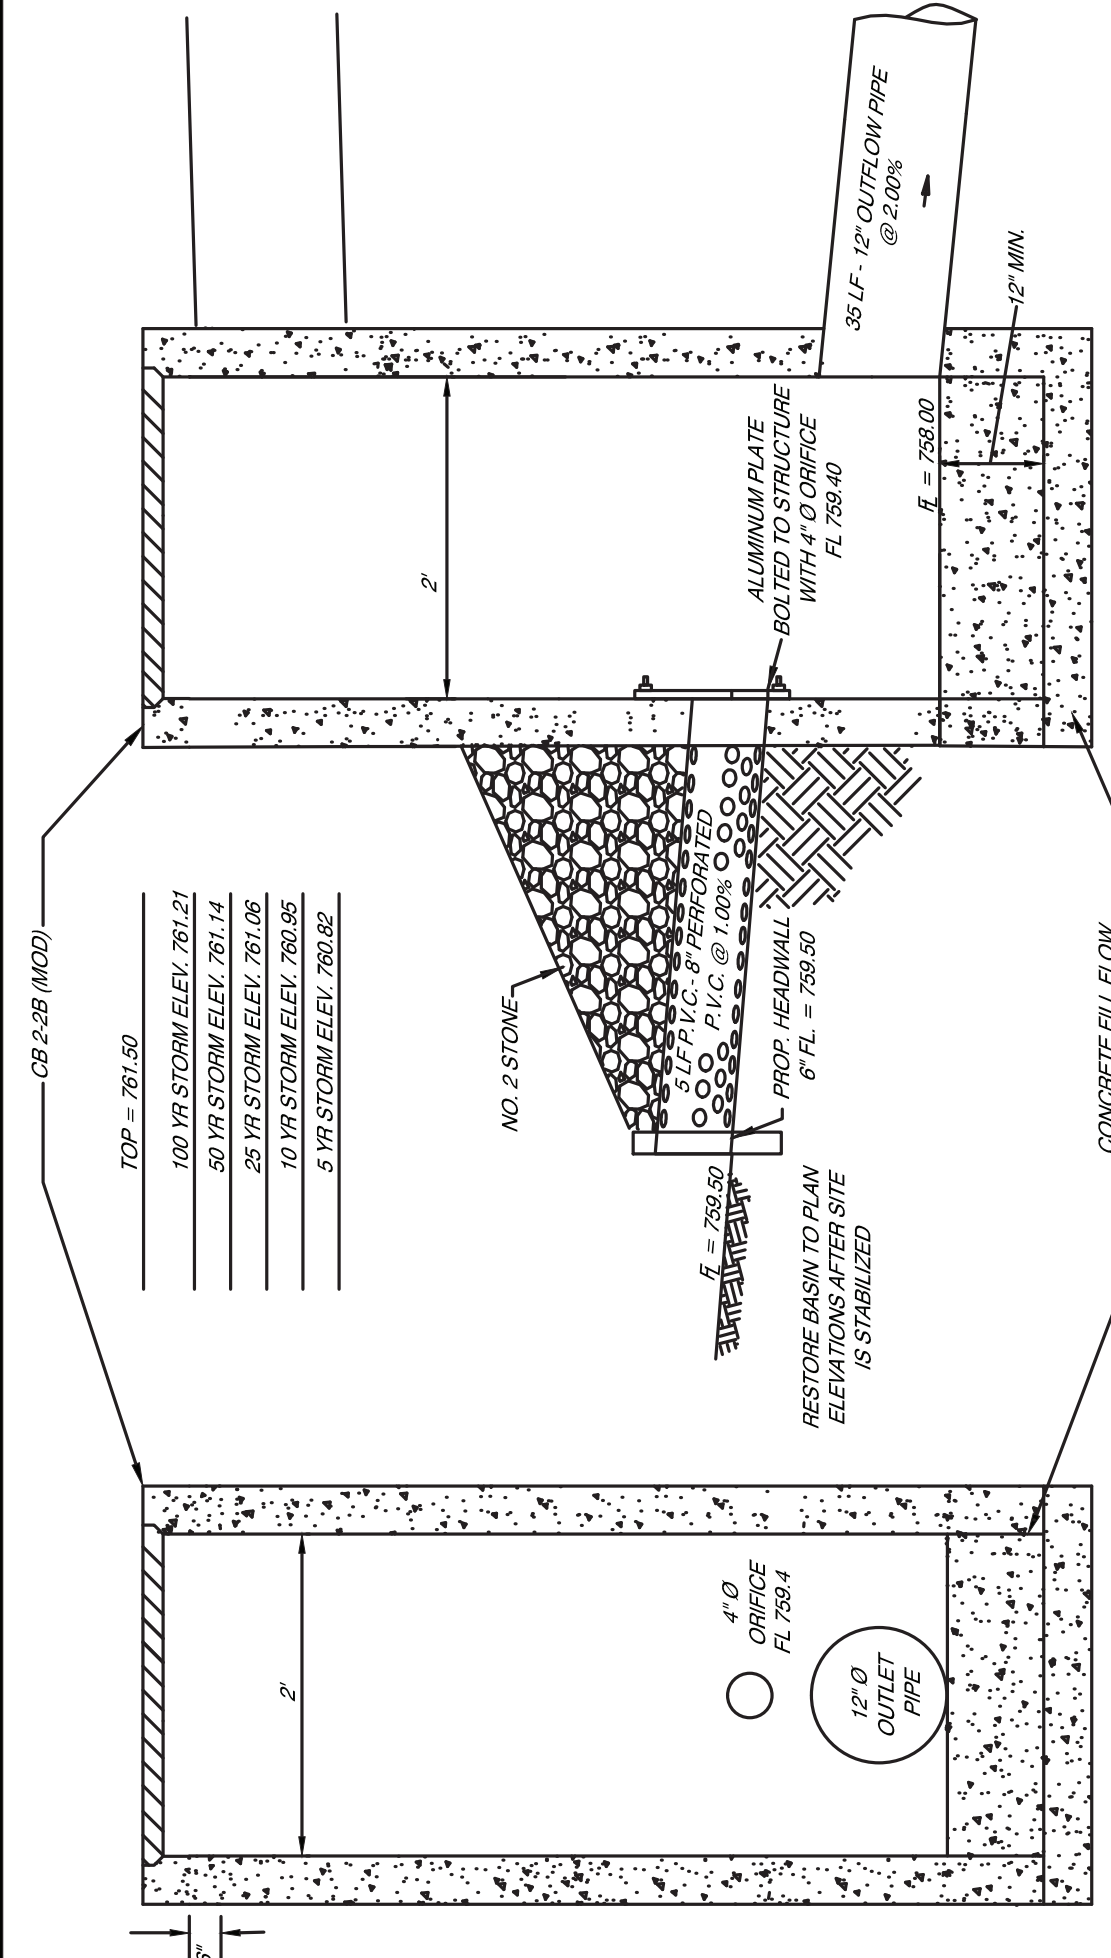 CB 2-2B (MOD)
TOP = 761.50
100 YR STORM ELEV. 761.21
50 YR STORM ELEV. 761.14
25 YR STORM ELEV. 761.06
10 YR STORM ELEV. 760.95
5 YR STORM ELEV. 760.82
2'
2'
NO. 2 STONE
5 LF P.V.C.- 8" PERFORATED
P.V.C. @ 1.00%
FL = 759.50
PROP. HEADWALL
6" FL. = 759.50
RESTORE BASIN TO PLAN
ELEVATIONS AFTER SITE
IS STABILIZED
ALUMINUM PLATE
BOLTED TO STRUCTURE
WITH 4" Ø ORIFICE
FL 759.40
35 LF - 12" OUTFLOW PIPE
@ 2.00%
FL = 758.00
12" MIN.
4" Ø
ORIFICE
FL 759.4
12" Ø
OUTLET
PIPE
CONCRETE FILL FLOW